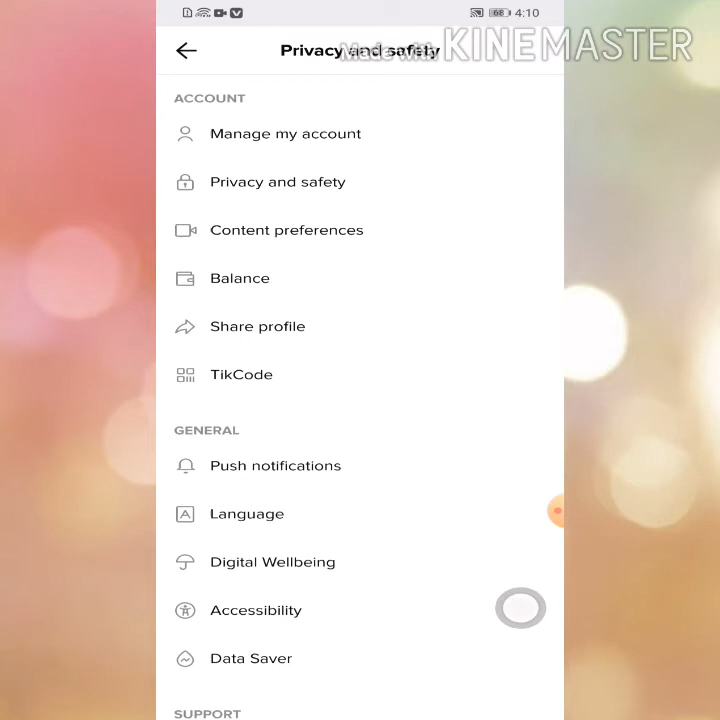 68 4:10
Privacy and safety
Made with KINEMASTER
ACCOUNT
Manage my account
Privacy and safety
Content preferences
Balance
Share profile
TikCode
GENERAL
Push notifications
Language
Digital Wellbeing
Accessibility
Data Saver
SUPPORT